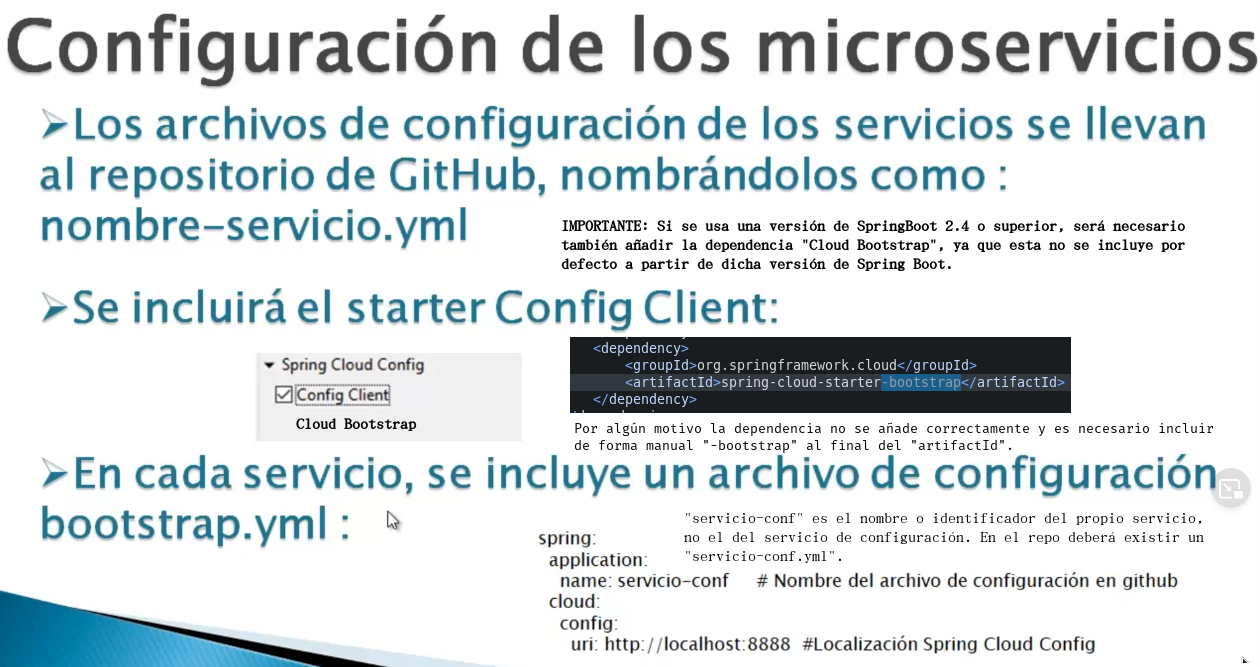 Configuración de los microservicios
Los archivos de configuración de los servicios se llevan
al repositorio de GitHub, nombrándolos como :
nombre-servicio.yml
IMPORTANTE: Si se usa una versión de SpringBoot 2.4 o superior, será necesario
también añadir la dependencia "Cloud Bootstrap", ya que esta no se incluye por
defecto a partir de dicha versión de Spring Boot.
Se incluirá el starter Config Client:
Spring Cloud Config
Config Client
Cloud Bootstrap
<dependency>
<groupId>org.springframework.cloud</groupId>
<artifactId>spring-cloud-starter-bootstrap</artifactId>
</dependency>
Por algún motivo la dependencia no se añade correctamente y es necesario incluir
de forma manual "-bootstrap" al final del "artifactId".
En cada servicio, se incluye un archivo de configuración
bootstrap.yml :
"servicio-conf" es el nombre o identificador del propio servicio,
no el del servicio de configuración. En el repo deberá existir un
"servicio-conf.yml".
spring:
application:
name: servicio-conf # Nombre del archivo de configuración en github
cloud:
config:
uri: http://localhost:8888 #Localización Spring Cloud Config